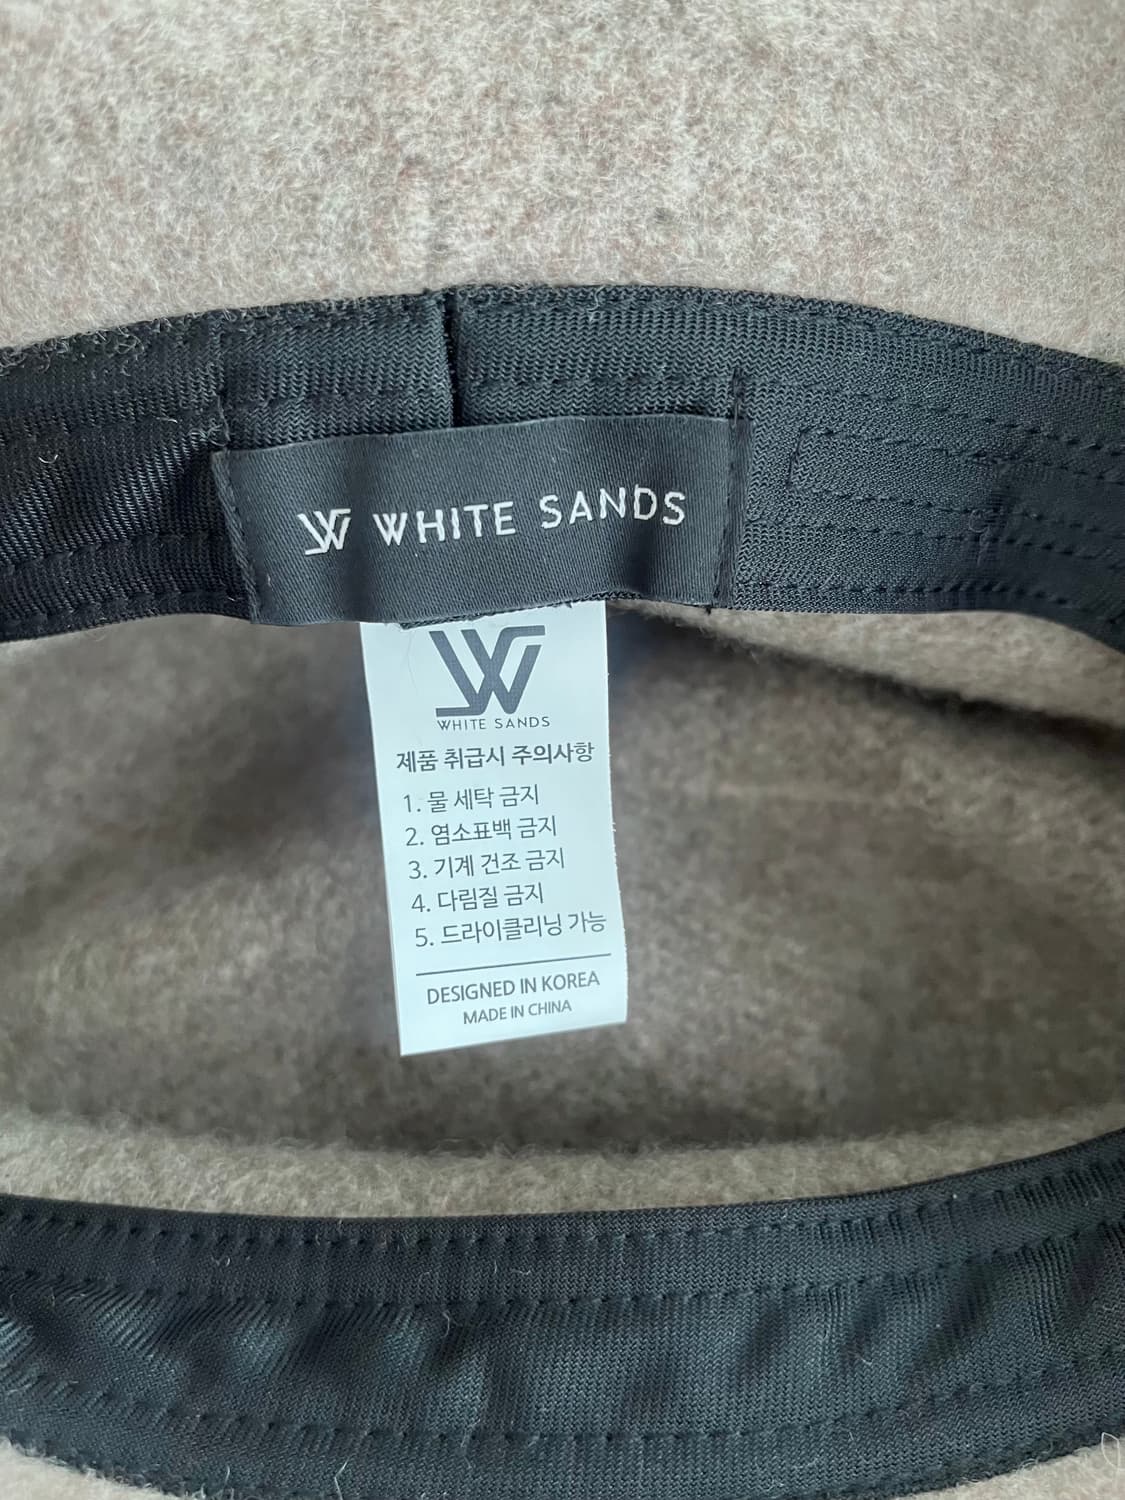 WHITE SANDS
WHITE SANDS
제품 취급시 주의사항
1. 물 세탁 금지
2. 염소표백 금지
3. 기계 건조 금지
4. 다림질 금지
5. 드라이클리닝 가능
DESIGNED IN KOREA
MADE IN CHINA